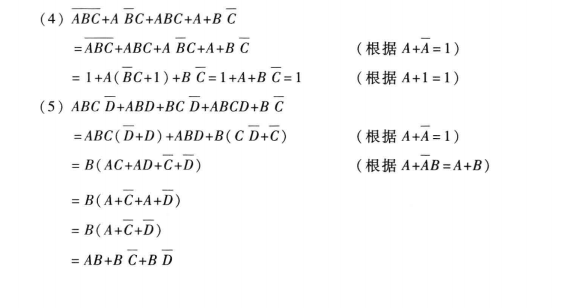 (4) $\overline{ABC}+A\ \overline{B}C+ABC+A+B\ \overline{C}$
$=\overline{ABC}+ABC+A\ \overline{B}C+A+B\ \overline{C}$ (根据 $A+\overline{A}=1$)
$=1+A(\overline{B}C+1)+B\ \overline{C}=1+A+B\ \overline{C}=1$ (根据 $A+1=1$)
(5) $ABC\ \overline{D}+ABD+BC\ \overline{D}+ABCD+B\ \overline{C}$
$=ABC(\overline{D}+D)+ABD+B(C\ \overline{D}+\overline{C})$ (根据 $A+\overline{A}=1$)
$=B(AC+AD+\overline{C}+\overline{D})$ (根据 $A+\overline{A}B=A+B$)
$=B(A+\overline{C}+A+\overline{D})$
$=B(A+\overline{C}+\overline{D})$
$=AB+B\ \overline{C}+B\ \overline{D}$